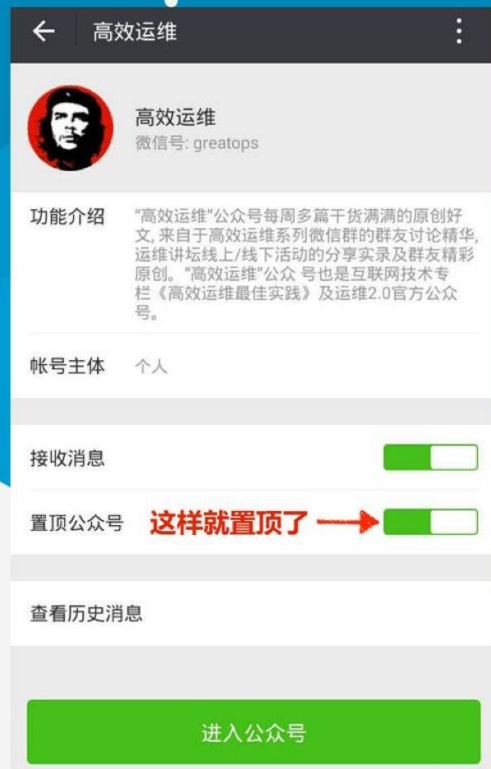 高效运维
高效运维
微信号: greatops
功能介绍
“高效运维”公众号每周多篇干货满满的原创好
文, 来自于高效运维系列微信群的群友讨论精华,
运维讲坛线上/线下活动的分享实录及群友精彩
原创。“高效运维”公众 号也是互联网技术专
栏《高效运维最佳实践》及运维2.0官方公众
号。
帐号主体 个人
接收消息
置顶公众号 这样就置顶了
查看历史消息
进入公众号